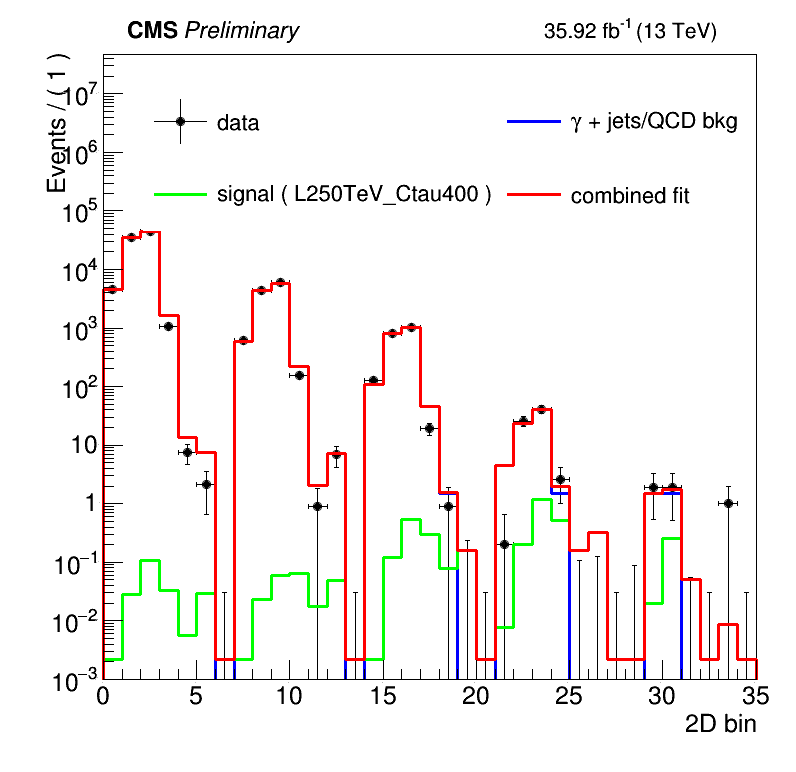 CMS Preliminary 35.92 fb⁻¹ (13 TeV)
Events / ( 1 )
10⁷
10⁶
10⁵
10⁴
10³
10²
10
1
10⁻¹
10⁻²
10⁻³
data
γ + jets/QCD bkg
signal ( L250TeV_Ctau400 )
combined fit
0 5 10 15 20 25 30 35
2D bin